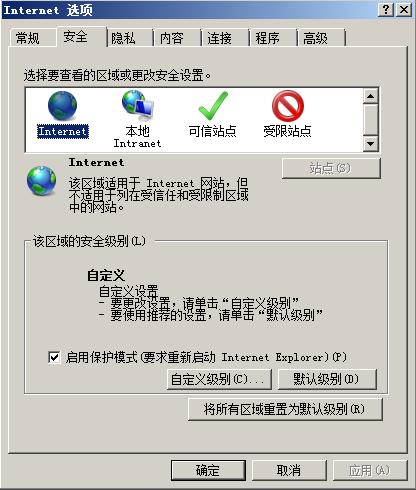 Internet 选项
常规 安全 隐私 内容 连接 程序 高级
选择要查看的区域或更改安全设置。
Internet 本地 Intranet 可信站点 受限站点
Internet
站点(S)
该区域适用于 Internet 网站，但
不适用于列在受信任和受限制区域
中的网站。
该区域的安全级别(L)
自定义
自定义设置
- 要更改设置，请单击“自定义级别”
- 要使用推荐的设置，请单击“默认级别”
启用保护模式(要求重新启动 Internet Explorer)(P)
自定义级别(C)... 默认级别(D)
将所有区域重置为默认级别(R)
确定 取消 应用(A)